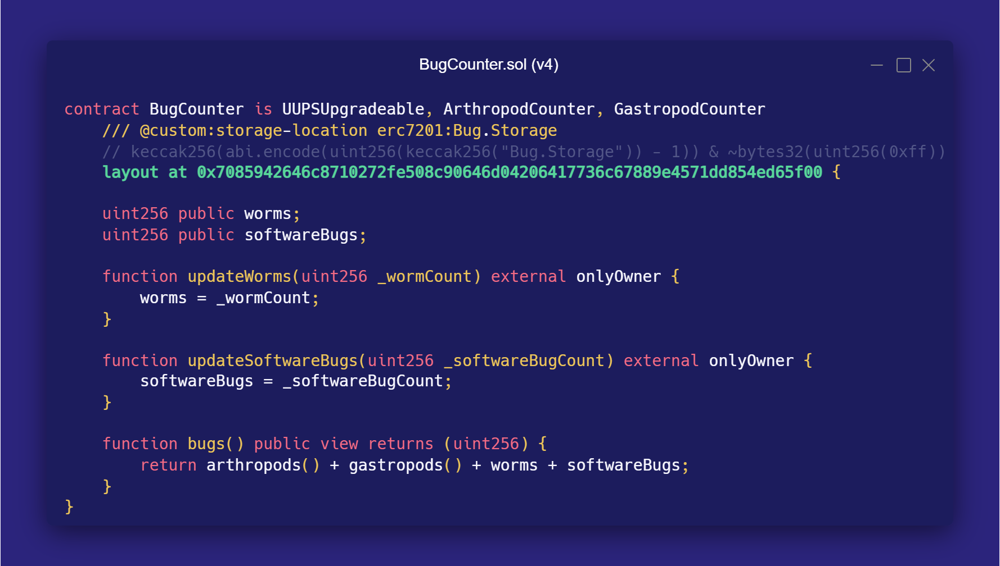 BugCounter.sol (v4)
contract BugCounter is UUPSUpgradeable, ArthropodCounter, GastropodCounter
/// @custom:storage-location erc7201:Bug.Storage
// keccak256(abi.encode(uint256(keccak256("Bug.Storage")) - 1)) & ~bytes32(uint256(0xff))
layout at 0x7085942646c8710272fe508c90646d04206417736c67889e4571dd854ed65f00 {
uint256 public worms;
uint256 public softwareBugs;
function updateWorms(uint256 _wormCount) external onlyOwner {
worms = _wormCount;
}
function updateSoftwareBugs(uint256 _softwareBugCount) external onlyOwner {
softwareBugs = _softwareBugCount;
}
function bugs() public view returns (uint256) {
return arthropods() + gastropods() + worms + softwareBugs;
}
}